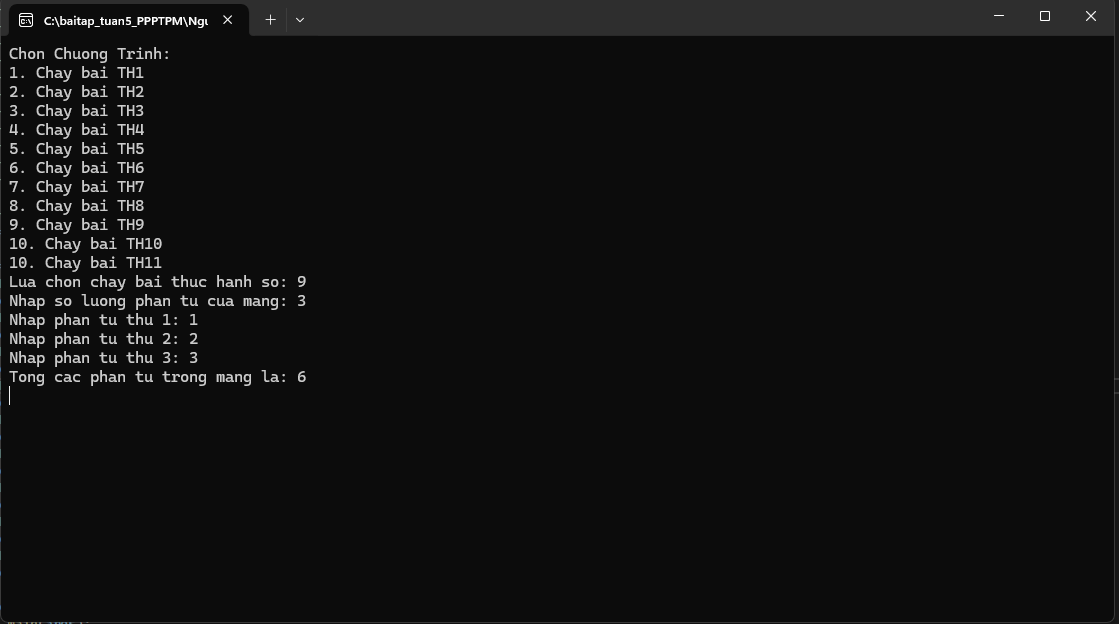 C:\baitap_tuan5_PPPTPM\Ngu
Chon Chuong Trinh:
1. Chay bai TH1
2. Chay bai TH2
3. Chay bai TH3
4. Chay bai TH4
5. Chay bai TH5
6. Chay bai TH6
7. Chay bai TH7
8. Chay bai TH8
9. Chay bai TH9
10. Chay bai TH10
10. Chay bai TH11
Lua chon chay bai thuc hanh so: 9
Nhap so luong phan tu cua mang: 3
Nhap phan tu thu 1: 1
Nhap phan tu thu 2: 2
Nhap phan tu thu 3: 3
Tong cac phan tu trong mang la: 6